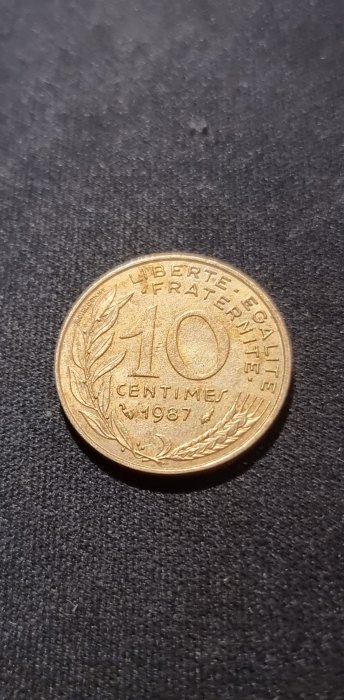 LIBERTE·EGALITE
FRATERNITE·
10
CENTIMES
1987